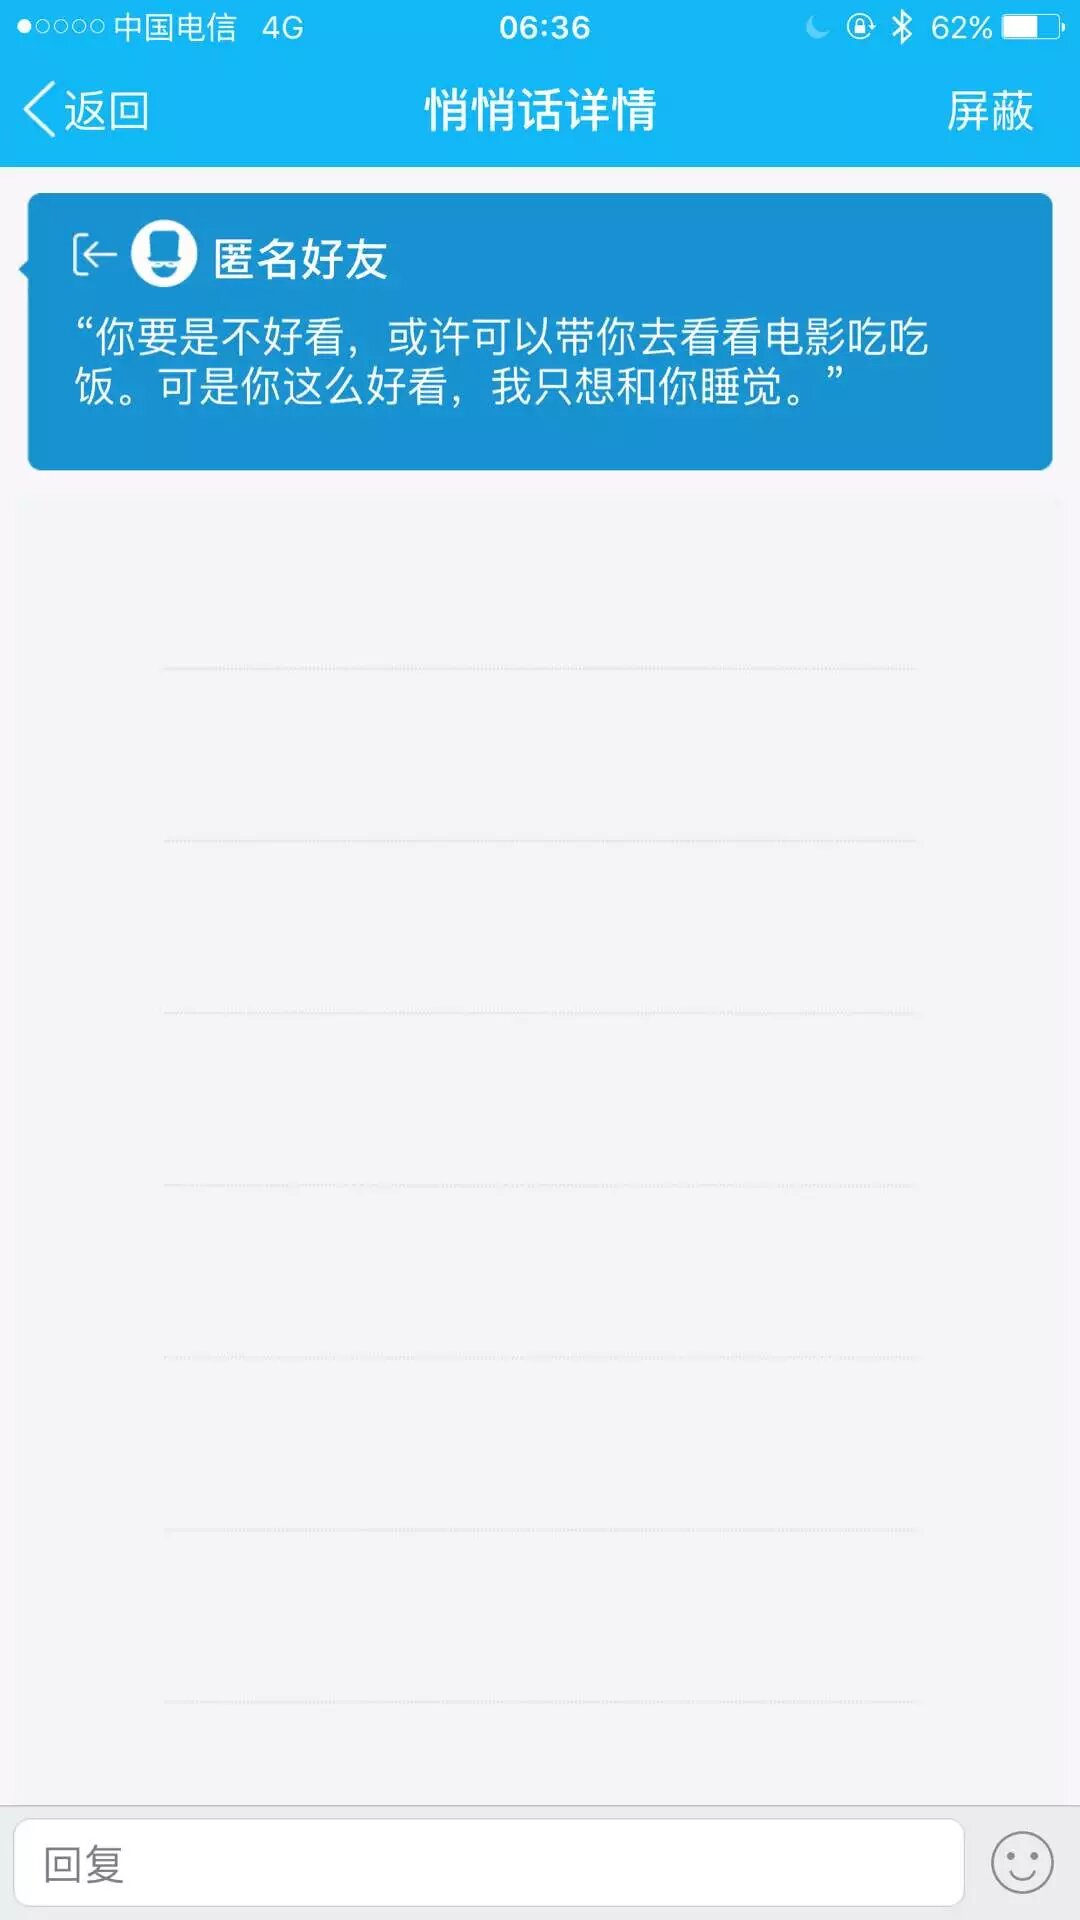 中国电信 4G 06:36 62%
返回 悄悄话详情 屏蔽
匿名好友
“你要是不好看，或许可以带你去看看电影吃吃
饭。可是你这么好看，我只想和你睡觉。”
回复